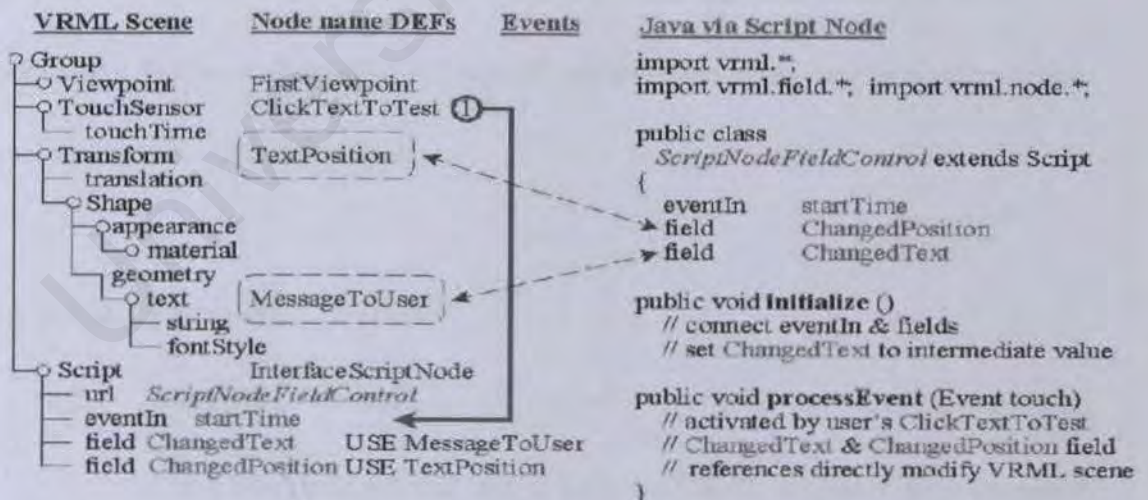 VRML Scene Node name DEFs Events Java via Script Node
Group
Viewpoint FirstViewpoint
TouchSensor ClickTextToTest 1
touchTime
Transform TextPosition
translation
Shape
appearance
material
geometry
text MessageToUser
string
fontStyle
Script InterfaceScriptNode
url ScriptNodeFieldControl
eventIn startTime
field ChangedText USE MessageToUser
field ChangedPosition USE TextPosition
import vrml.*;
import vrml.field.*; import vrml.node.*;
public class
ScriptNodeFieldControl extends Script
{
eventIn startTime
field ChangedPosition
field ChangedText
public void initialize ()
// connect eventIn & fields
// set ChangedText to intermediate value
public void processEvent (Event touch)
// activated by user's ClickTextToTest
// ChangedText & ChangedPosition field
// references directly modify VRML scene
}